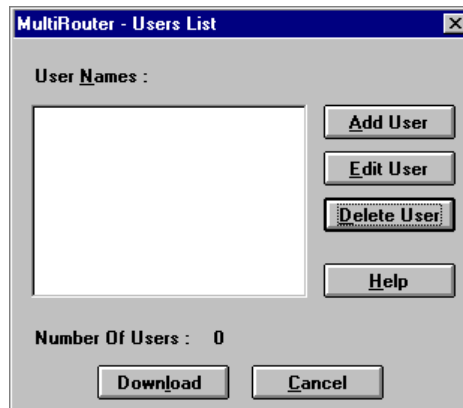 MultiRouter - Users List
User Names :
Add User
Edit User
Delete User
Help
Number Of Users : 0
Download
Cancel